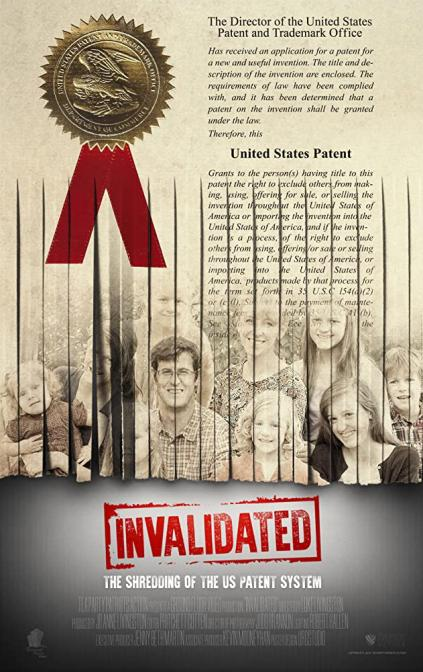 The Director of the United States
Patent and Trademark Office
Has received an application for a patent for
a new and useful invention. The title and de-
scription of the invention are enclosed. The
requirements of law have been complied
with, and it has been determined that a
patent on the invention shall be granted
under the law.
Therefore, this
United States Patent
Grants to the person(s) having title to this
patent the right to exclude others from mak-
ing, using, offering for sale, or selling the
invention throughout the United States of
America or importing the invention into the
United States of America, and if the inven-
tion is a process, of the right to exclude
others from using, offering for sale or selling
throughout the United States of America, or
importing into the United States of
America, products made by that process, for
the term set forth in 35 U.S.C 154(a)(2)
or (c)(1), to the payment of mainte-
the
INVALIDATED
THE SHREDDING OF THE US PATENT SYSTEM